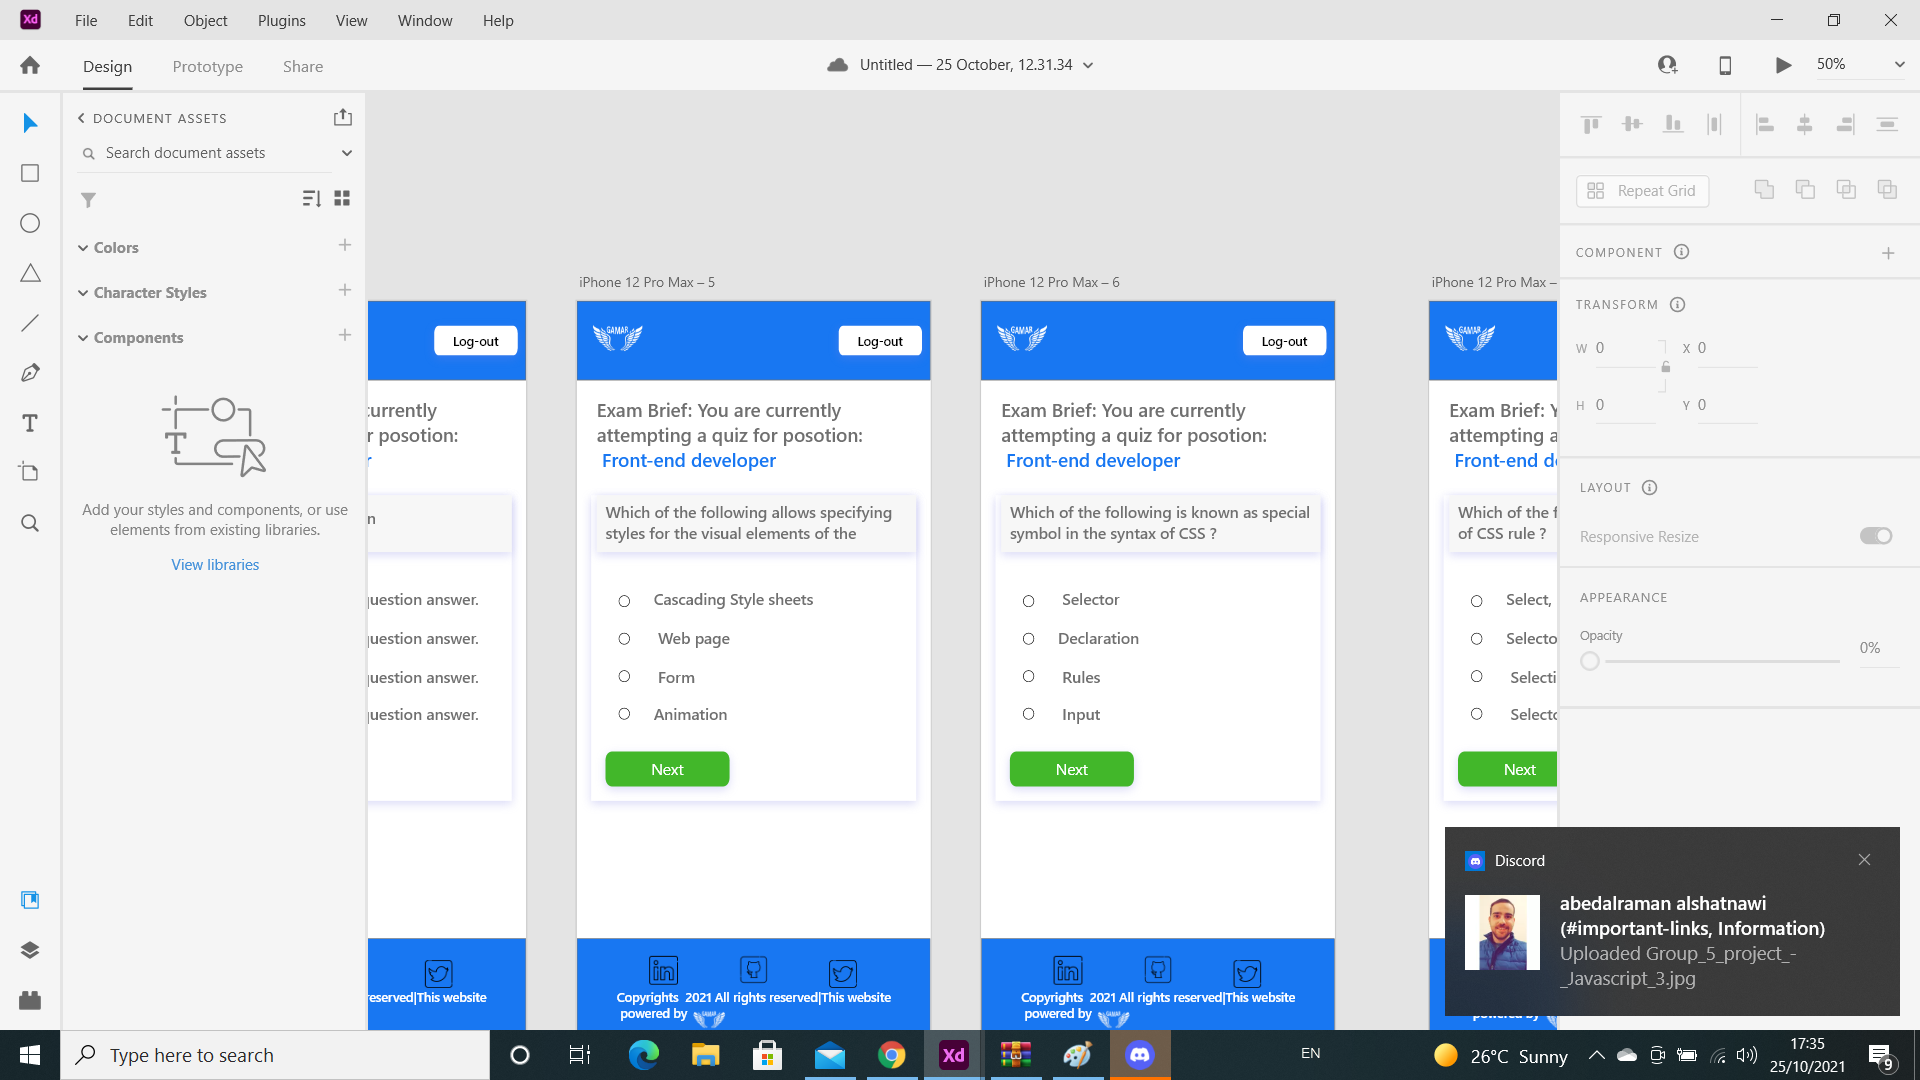 Xd File Edit Object Plugins View Window Help
Design Prototype Share
Untitled — 25 October, 12.31.34
50%
DOCUMENT ASSETS
Search document assets
Colors
Character Styles
Components
Add your styles and components, or use
elements from existing libraries.
View libraries
Log-out
currently
r posotion:
r
n
question answer.
question answer.
question answer.
question answer.
reserved|This website
iPhone 12 Pro Max – 5
GAMAR
Log-out
Exam Brief: You are currently
attempting a quiz for posotion:
Front-end developer
Which of the following allows specifying
styles for the visual elements of the
Cascading Style sheets
Web page
Form
Animation
Next
Copyrights 2021 All rights reserved|This website
powered by
iPhone 12 Pro Max – 6
GAMAR
Log-out
Exam Brief: You are currently
attempting a quiz for posotion:
Front-end developer
Which of the following is known as special
symbol in the syntax of CSS ?
Selector
Declaration
Rules
Input
Next
Copyrights 2021 All rights reserved|This website
powered by
iPhone 12 Pro Max –
GAMAR
Exam Brief: Y
attempting a
Front-end de
Which of the f
of CSS rule ?
Select,
Selecto
Selecti
Selecto
Next
powered by
Repeat Grid
COMPONENT
TRANSFORM
W 0 X 0
H 0 Y 0
LAYOUT
Responsive Resize
APPEARANCE
Opacity
0%
Discord
abedalraman alshatnawi
(#important-links, Information)
Uploaded Group_5_project_-
_Javascript_3.jpg
Type here to search
Xd
EN
26°C Sunny
17:35
25/10/2021
9